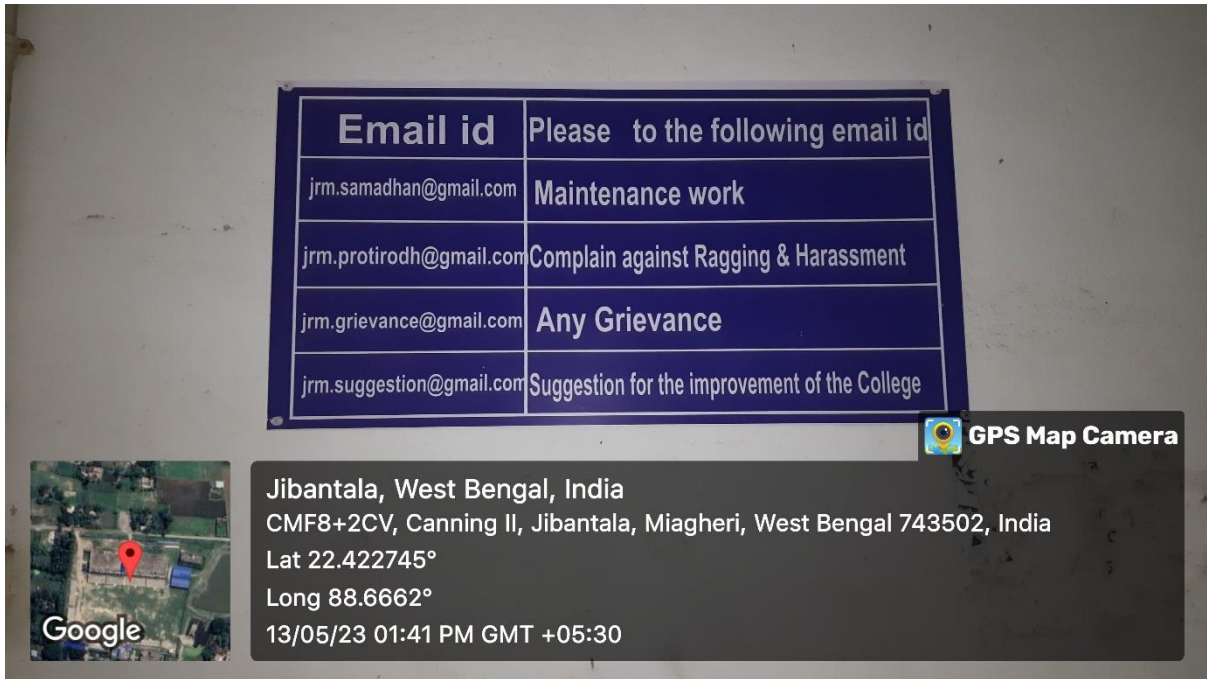 Email id Please to the following email id
jrm.samadhan@gmail.com Maintenance work
jrm.protirodh@gmail.com Complain against Ragging & Harassment
jrm.grievance@gmail.com Any Grievance
jrm.suggestion@gmail.com Suggestion for the improvement of the College
GPS Map Camera
Jibantala, West Bengal, India
CMF8+2CV, Canning II, Jibantala, Miagheri, West Bengal 743502, India
Lat 22.422745°
Long 88.6662°
13/05/23 01:41 PM GMT +05:30
Google